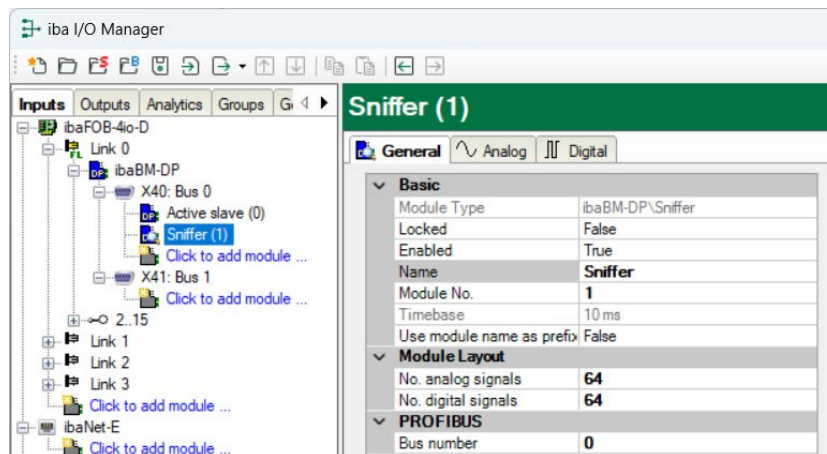 iba I/O Manager
Inputs Outputs Analytics Groups
ibaFOB-4io-D
Link 0
ibaBM-DP
X40: Bus 0
Active slave (0)
Sniffer (1)
Click to add module ...
X41: Bus 1
Click to add module ...
2..15
Link 1
Link 2
Link 3
Click to add module ...
ibaNet-E
Click to add module ...
Sniffer (1)
General Analog Digital
Basic
Module Type ibaBM-DP\Sniffer
Locked False
Enabled True
Name Sniffer
Module No. 1
Timebase 10 ms
Use module name as prefix False
Module Layout
No. analog signals 64
No. digital signals 64
PROFIBUS
Bus number 0